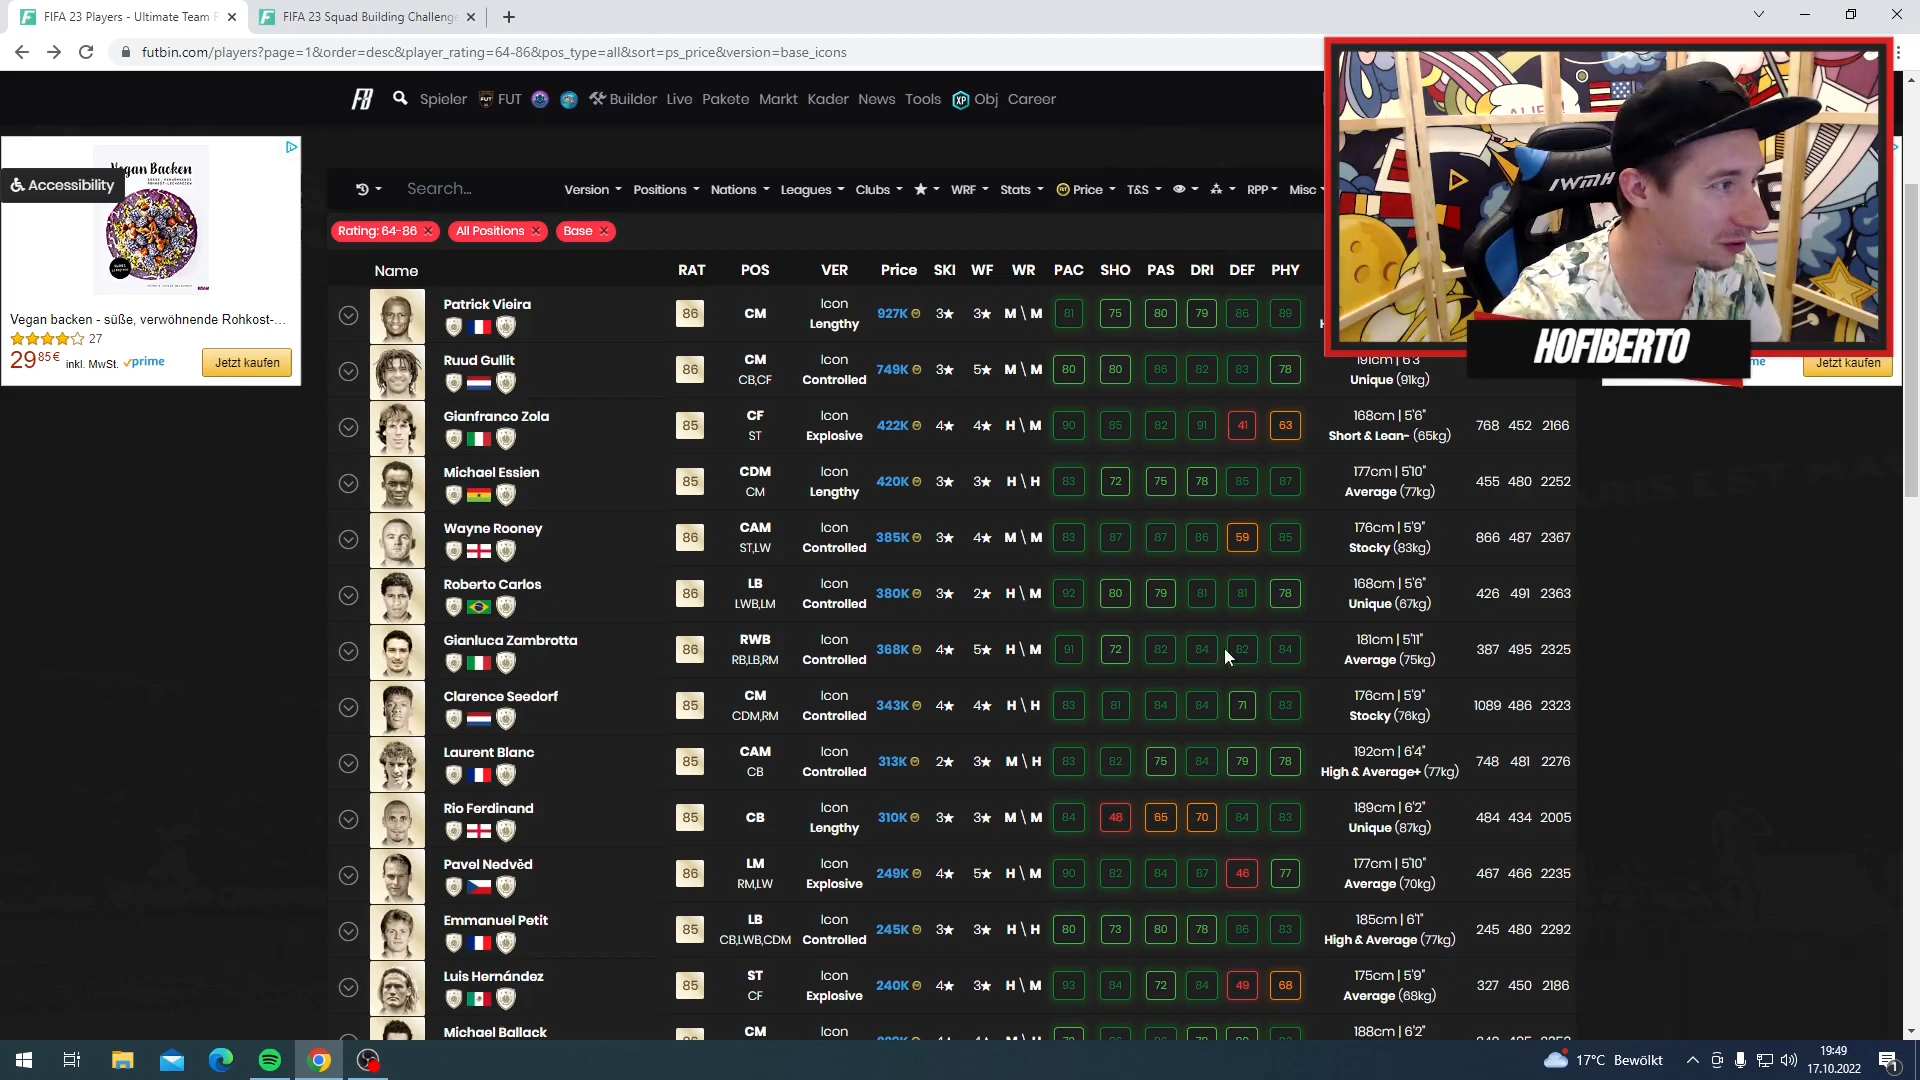 FIFA 23 Players - Ultimate Team F
FIFA 23 Squad Building Challenge
futbin.com/players?page=1&order=desc&player_rating=64-86&pos_type=all&sort=ps_price&version=base_icons
Spieler FUT Builder Live Pakete Markt Kader News Tools XP Obj Career
Vegan Backen
Accessibility
Vegan backen - süße, verwöhnende Rohkost-...
27
2985€ inkl. MwSt. prime Jetzt kaufen
Search... Version Positions Nations Leagues Clubs WRF Stats Price T&S RPP Misc
Rating: 64-86 All Positions Base
Name RAT POS VER Price SKI WF WR PAC SHO PAS DRI DEF PHY
Patrick Vieira 86 CM Icon Lengthy 927K 3★ 3★ M \ M 81 75 80 79 86 89
Ruud Gullit 86 CM CB,CF Icon Controlled 749K 3★ 5★ M \ M 80 80 86 82 83 78 191cm | 6'3" Unique (91kg)
Gianfranco Zola 85 CF ST Icon Explosive 422K 4★ 4★ H \ M 90 85 82 91 41 63 168cm | 5'6" Short & Lean- (65kg) 768 452 2166
Michael Essien 85 CDM CM Icon Lengthy 420K 3★ 3★ H \ H 83 72 75 78 85 87 177cm | 5'10" Average (77kg) 455 480 2252
Wayne Rooney 86 CAM ST,LW Icon Controlled 385K 3★ 4★ M \ M 83 87 87 86 59 85 176cm | 5'9" Stocky (83kg) 866 487 2367
Roberto Carlos 86 LB LWB,LM Icon Controlled 380K 3★ 2★ H \ M 92 80 79 81 81 78 168cm | 5'6" Unique (67kg) 426 491 2363
Gianluca Zambrotta 86 RWB RB,LB,RM Icon Controlled 368K 4★ 5★ H \ M 91 72 82 84 82 84 181cm | 5'11" Average (75kg) 387 495 2325
Clarence Seedorf 85 CM CDM,RM Icon Controlled 343K 4★ 4★ H \ H 83 81 84 84 71 83 176cm | 5'9" Stocky (76kg) 1089 486 2323
Laurent Blanc 85 CAM CB Icon Controlled 313K 2★ 3★ M \ H 83 82 75 84 79 78 192cm | 6'4" High & Average+ (77kg) 748 481 2276
Rio Ferdinand 85 CB Icon Lengthy 310K 3★ 3★ M \ M 84 48 65 70 84 83 189cm | 6'2" Unique (87kg) 484 434 2005
Pavel Nedvěd 86 LM RM,LW Icon Explosive 249K 4★ 5★ H \ M 90 82 84 87 46 77 177cm | 5'10" Average (70kg) 467 466 2235
Emmanuel Petit 85 LB CB,LWB,CDM Icon Controlled 245K 3★ 3★ H \ H 80 73 80 78 86 83 185cm | 6'1" High & Average (77kg) 245 480 2292
Luis Hernández 85 ST CF Icon Explosive 240K 4★ 3★ H \ M 93 84 72 84 49 68 175cm | 5'9" Average (68kg) 327 450 2186
Michael Ballack CM Icon 188cm | 6'2"
HOFIBERTO
Jetzt kaufen
17°C Bewölkt
19:49
17.10.2022